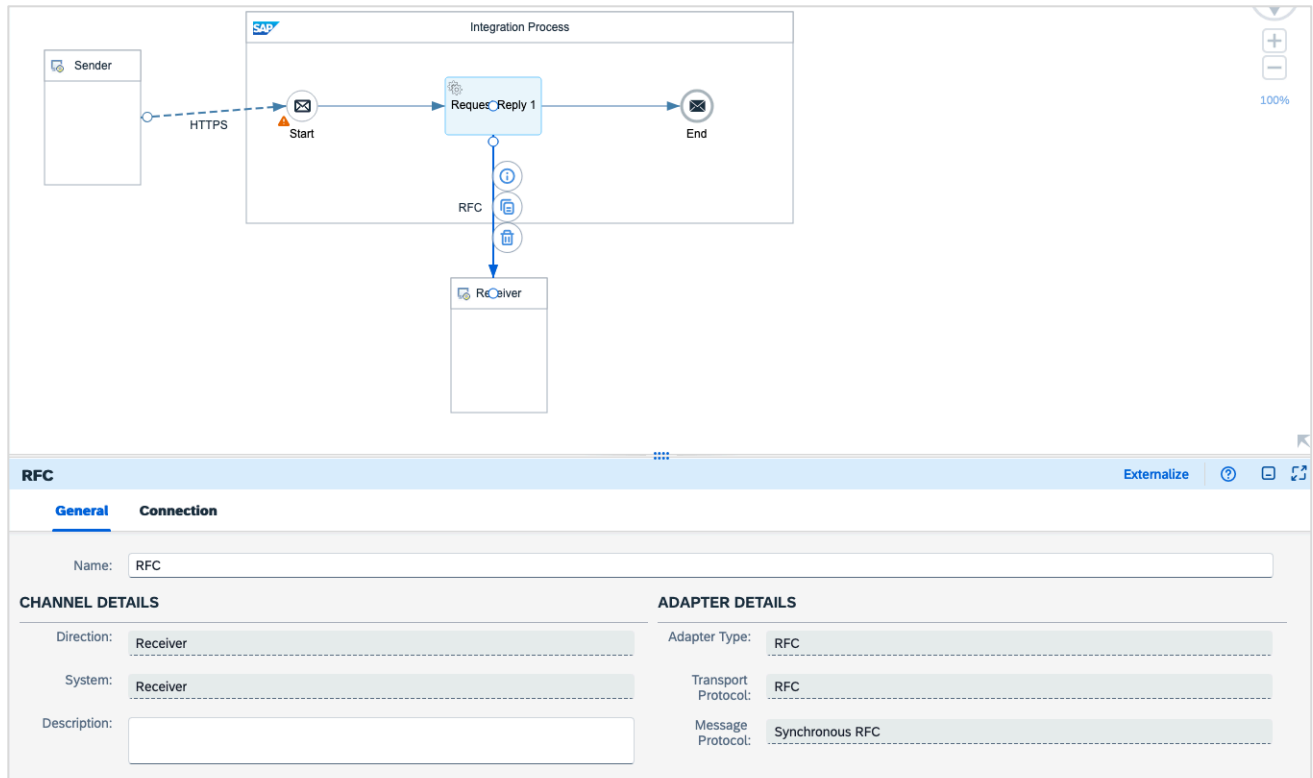 SAP
Integration Process
Sender
HTTPS
Start
Request Reply 1
End
100%
RFC
Receiver
RFC
Externalize
General
Connection
Name:
RFC
CHANNEL DETAILS
ADAPTER DETAILS
Direction:
Receiver
Adapter Type:
RFC
System:
Receiver
Transport
Protocol:
RFC
Description:
Message
Protocol:
Synchronous RFC